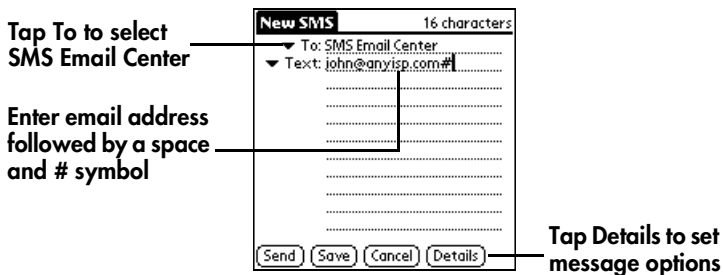 New SMS 16 characters
Tap To to select
SMS Email Center
To: SMS Email Center
Text: john@anyisp.com#
Enter email address
followed by a space
and # symbol
Send Save Cancel Details
Tap Details to set
message options